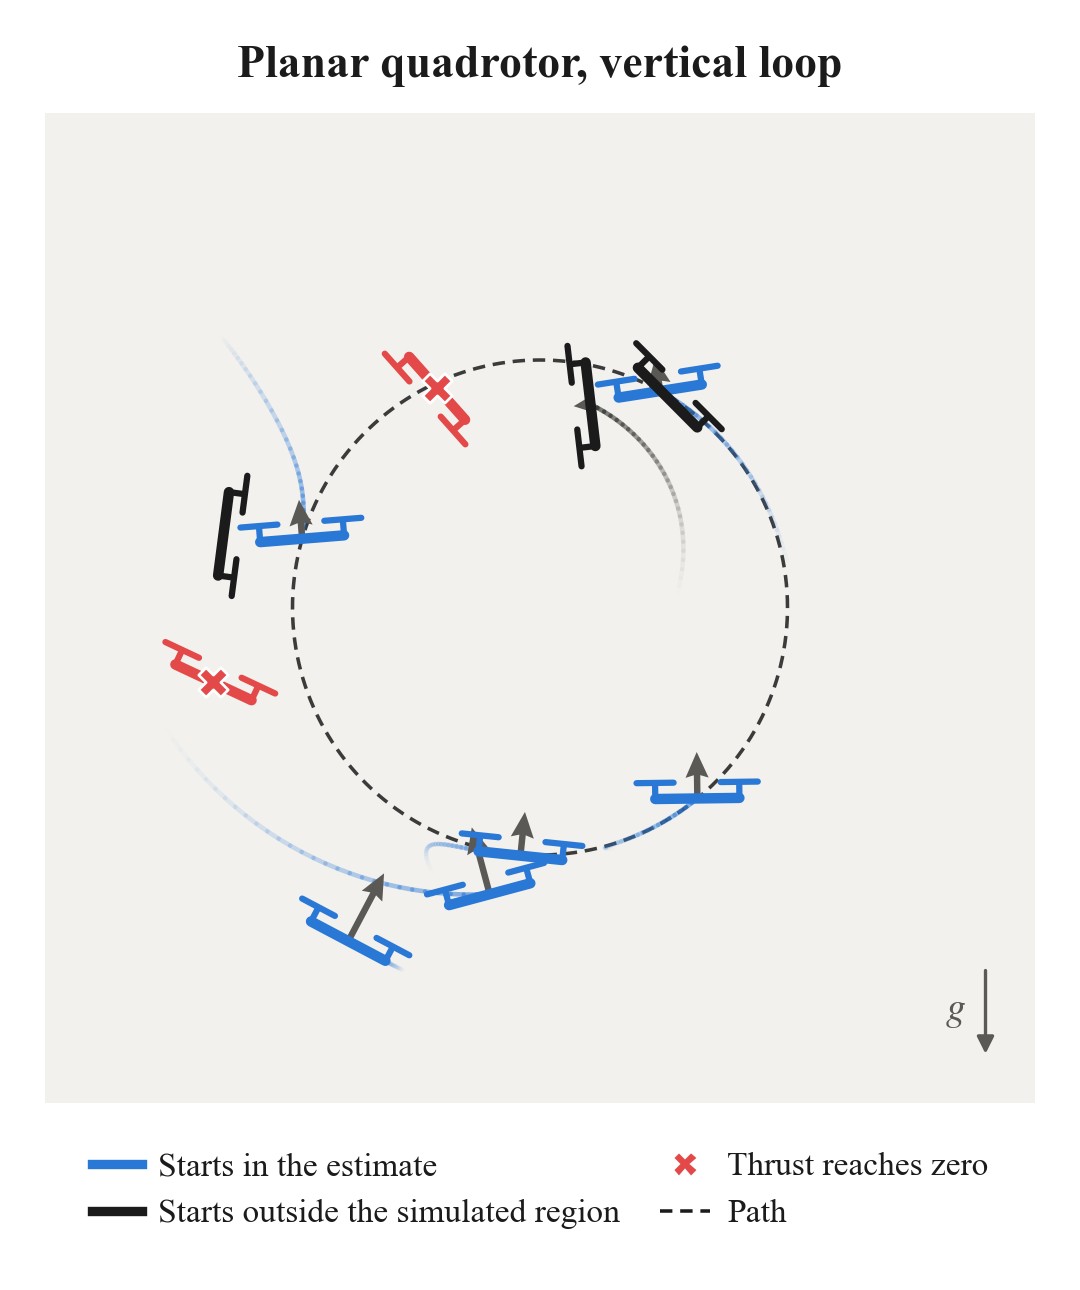 Planar quadrotor, vertical loop
g
Starts in the estimate
Thrust reaches zero
Starts outside the simulated region
Path